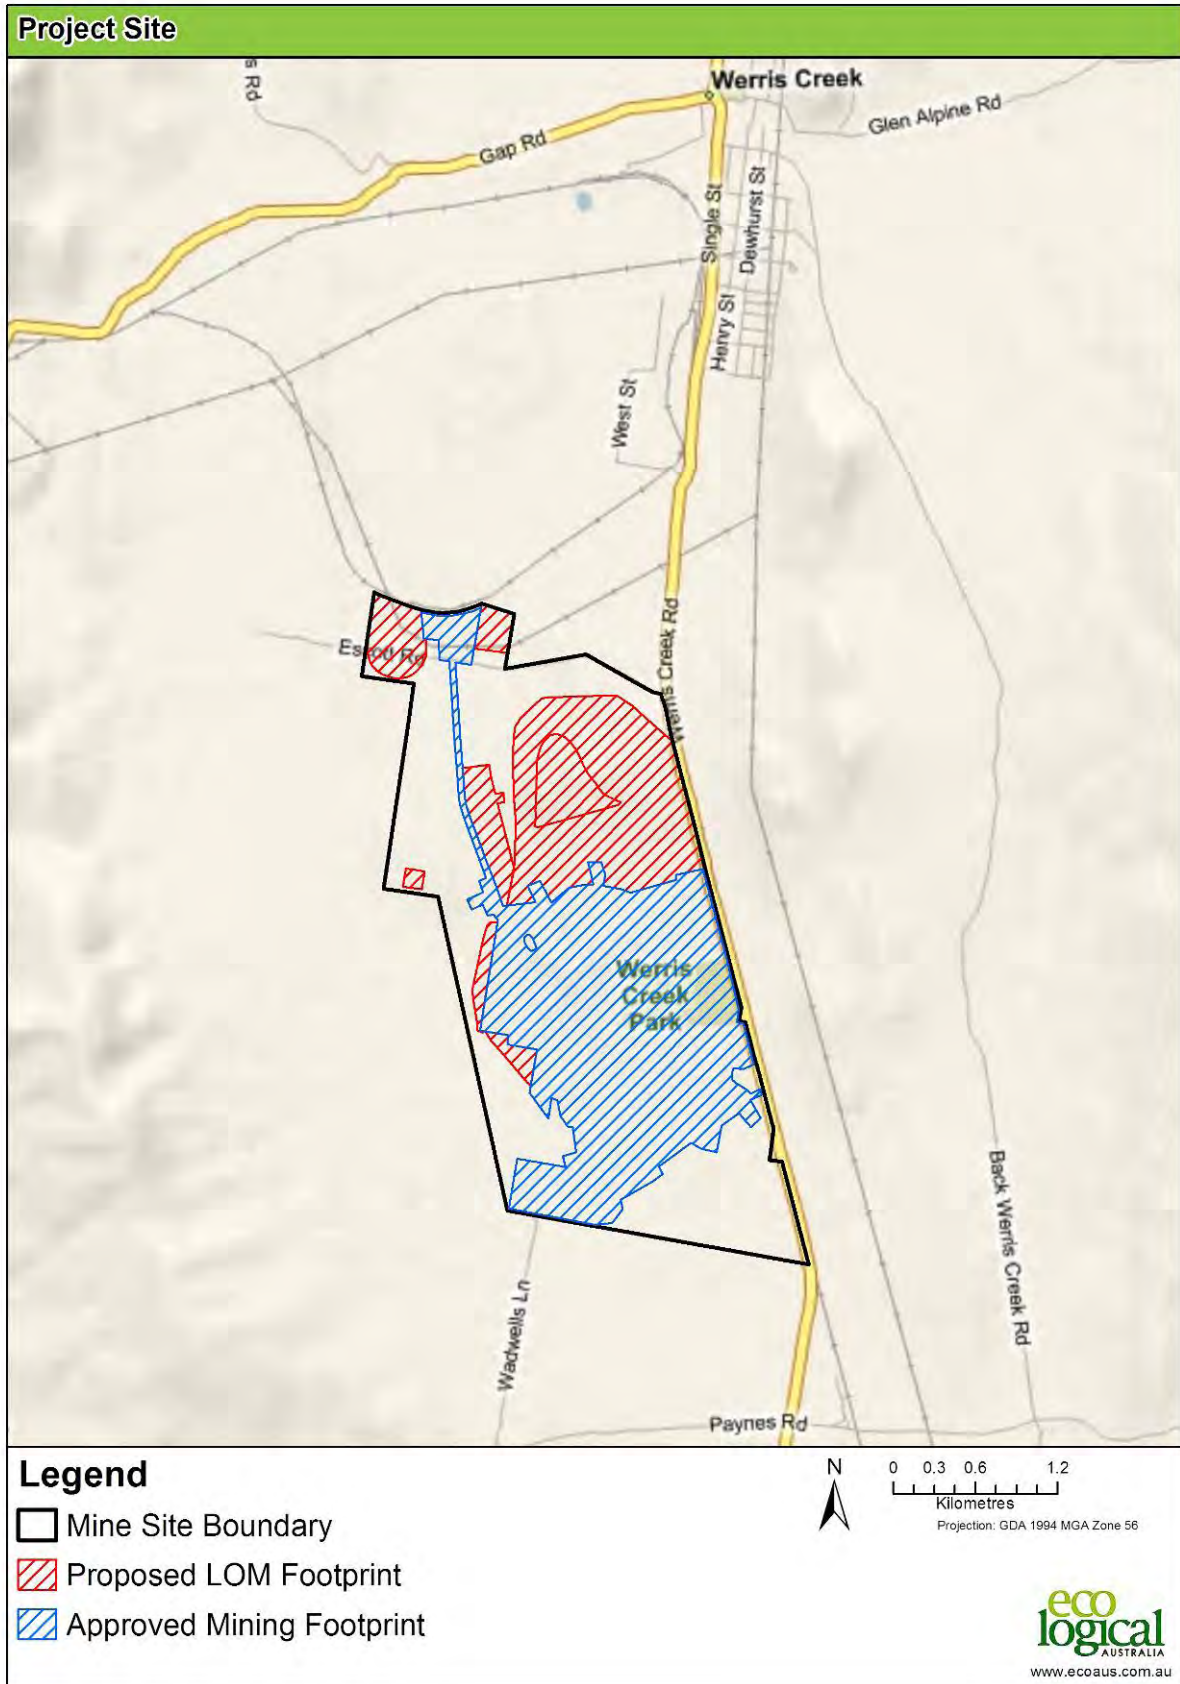 Project Site
s Rd
Werris Creek
Glen Alpine Rd
Gap Rd
Single St
Dewhurst St
Henry St
West St
Werris Creek Rd
Werris
Creek
Park
Back Werris Creek Rd
Wadwells Ln
Paynes Rd
Legend
Mine Site Boundary
Proposed LOM Footprint
Approved Mining Footprint
N
0 0.3 0.6 1.2
Kilometres
Projection: GDA 1994 MGA Zone 56
eco
logical
AUSTRALIA
www.ecoaus.com.au